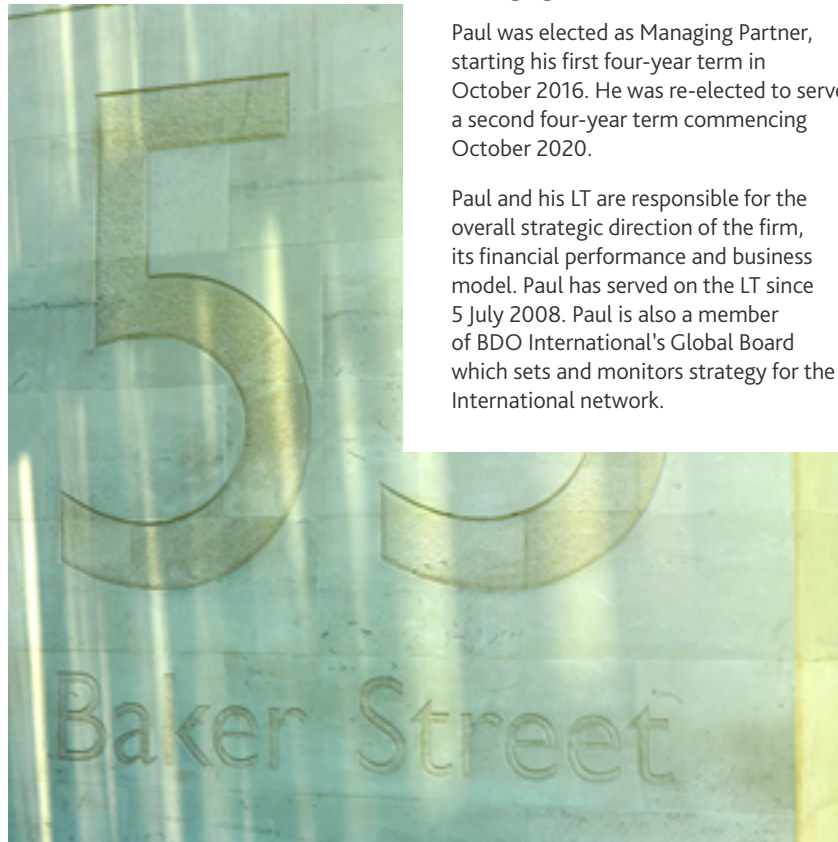 Paul was elected as Managing Partner,
starting his first four-year term in
October 2016. He was re-elected to serve
a second four-year term commencing
October 2020.
Paul and his LT are responsible for the
overall strategic direction of the firm,
its financial performance and business
model. Paul has served on the LT since
5 July 2008. Paul is also a member
of BDO International's Global Board
which sets and monitors strategy for the
International network.
55
Baker Street